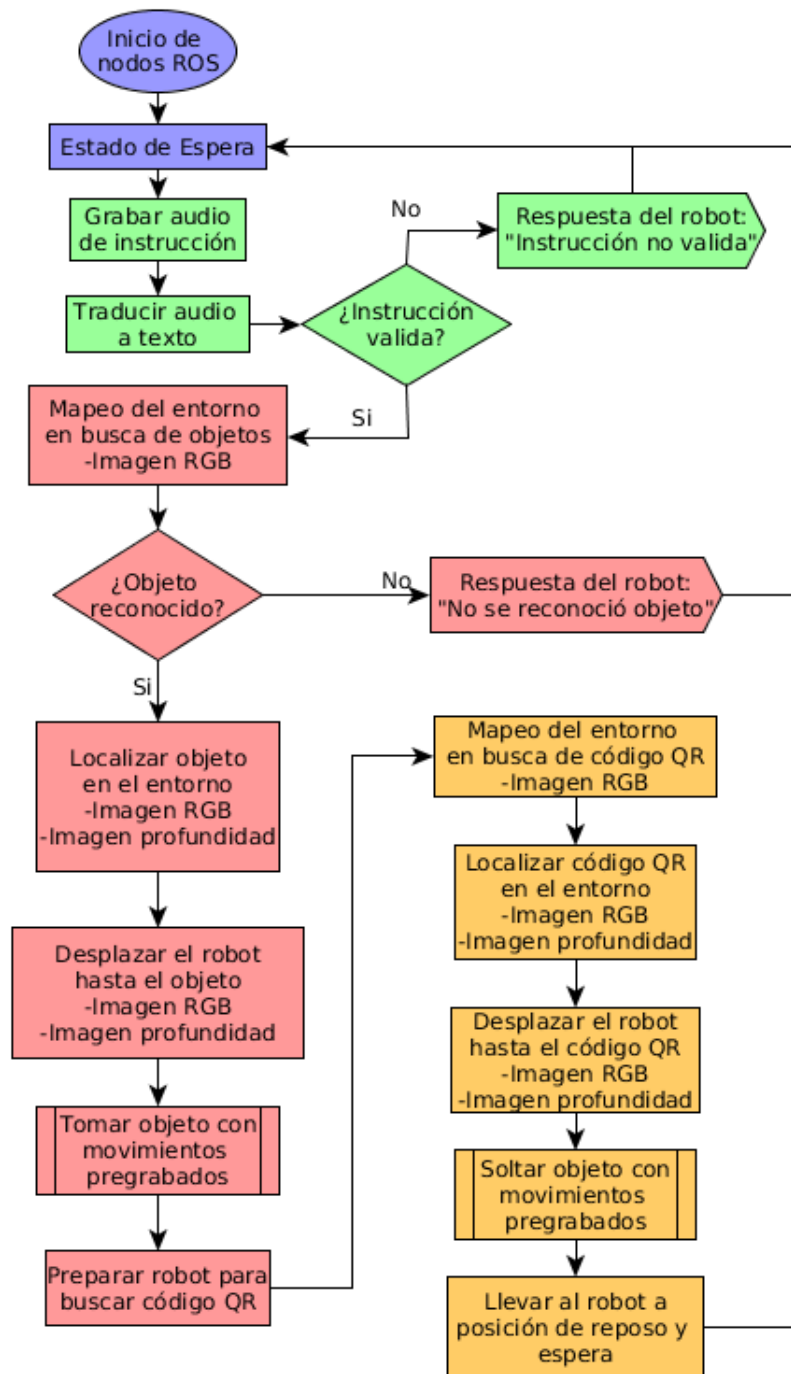 Inicio de
nodos ROS
Estado de Espera
Grabar audio
de instrucción
Traducir audio
a texto
¿Instrucción
valida?
No
Respuesta del robot:
"Instrucción no valida"
Si
Mapeo del entorno
en busca de objetos
-Imagen RGB
¿Objeto
reconocido?
No
Respuesta del robot:
"No se reconoció objeto"
Si
Localizar objeto
en el entorno
-Imagen RGB
-Imagen profundidad
Desplazar el robot
hasta el objeto
-Imagen RGB
-Imagen profundidad
Tomar objeto con
movimientos
pregrabados
Preparar robot para
buscar código QR
Mapeo del entorno
en busca de código QR
-Imagen RGB
Localizar código QR
en el entorno
-Imagen RGB
-Imagen profundidad
Desplazar el robot
hasta el código QR
-Imagen RGB
-Imagen profundidad
Soltar objeto con
movimientos
pregrabados
Llevar al robot a
posición de reposo y
espera